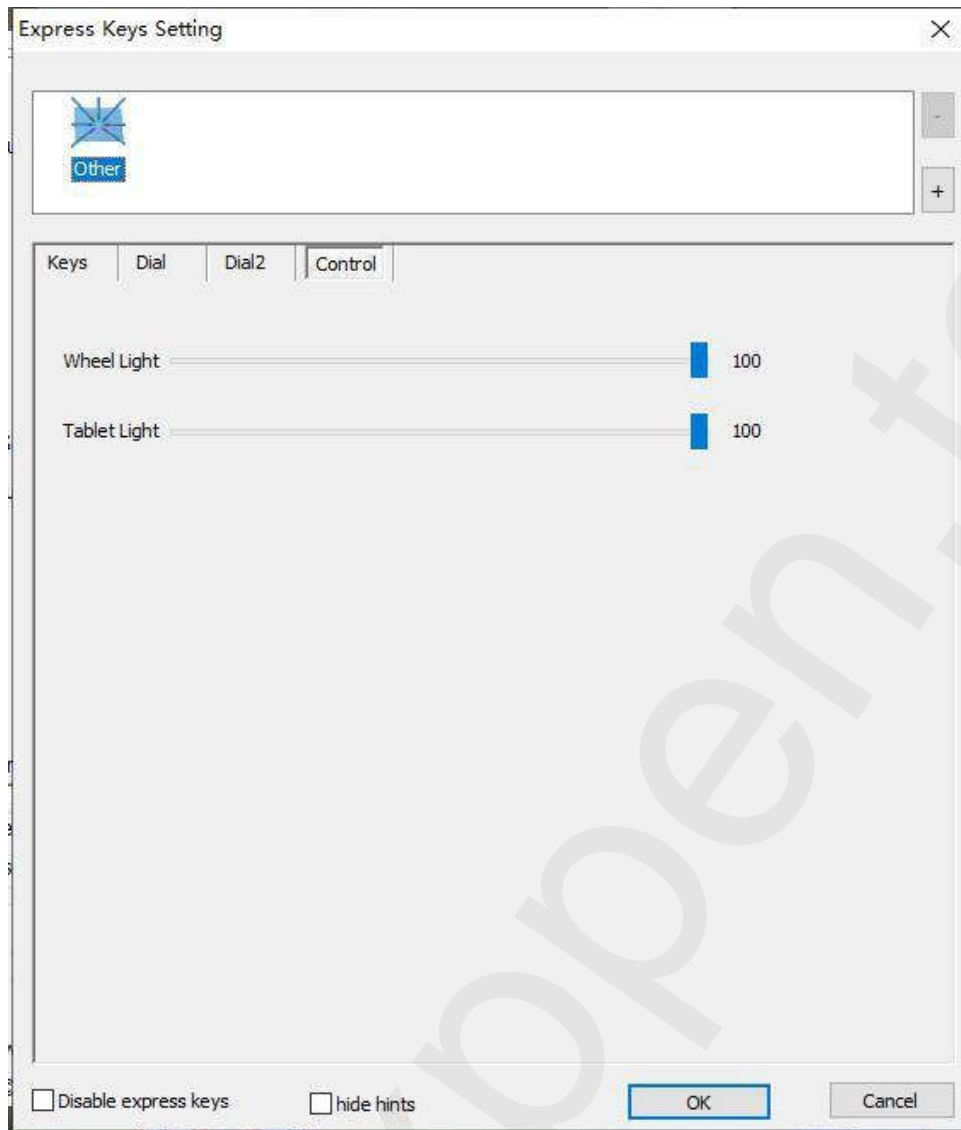 Express Keys Setting
Other
-
+
Keys Dial Dial2 Control
Wheel Light 100
Tablet Light 100
Disable express keys hide hints OK Cancel